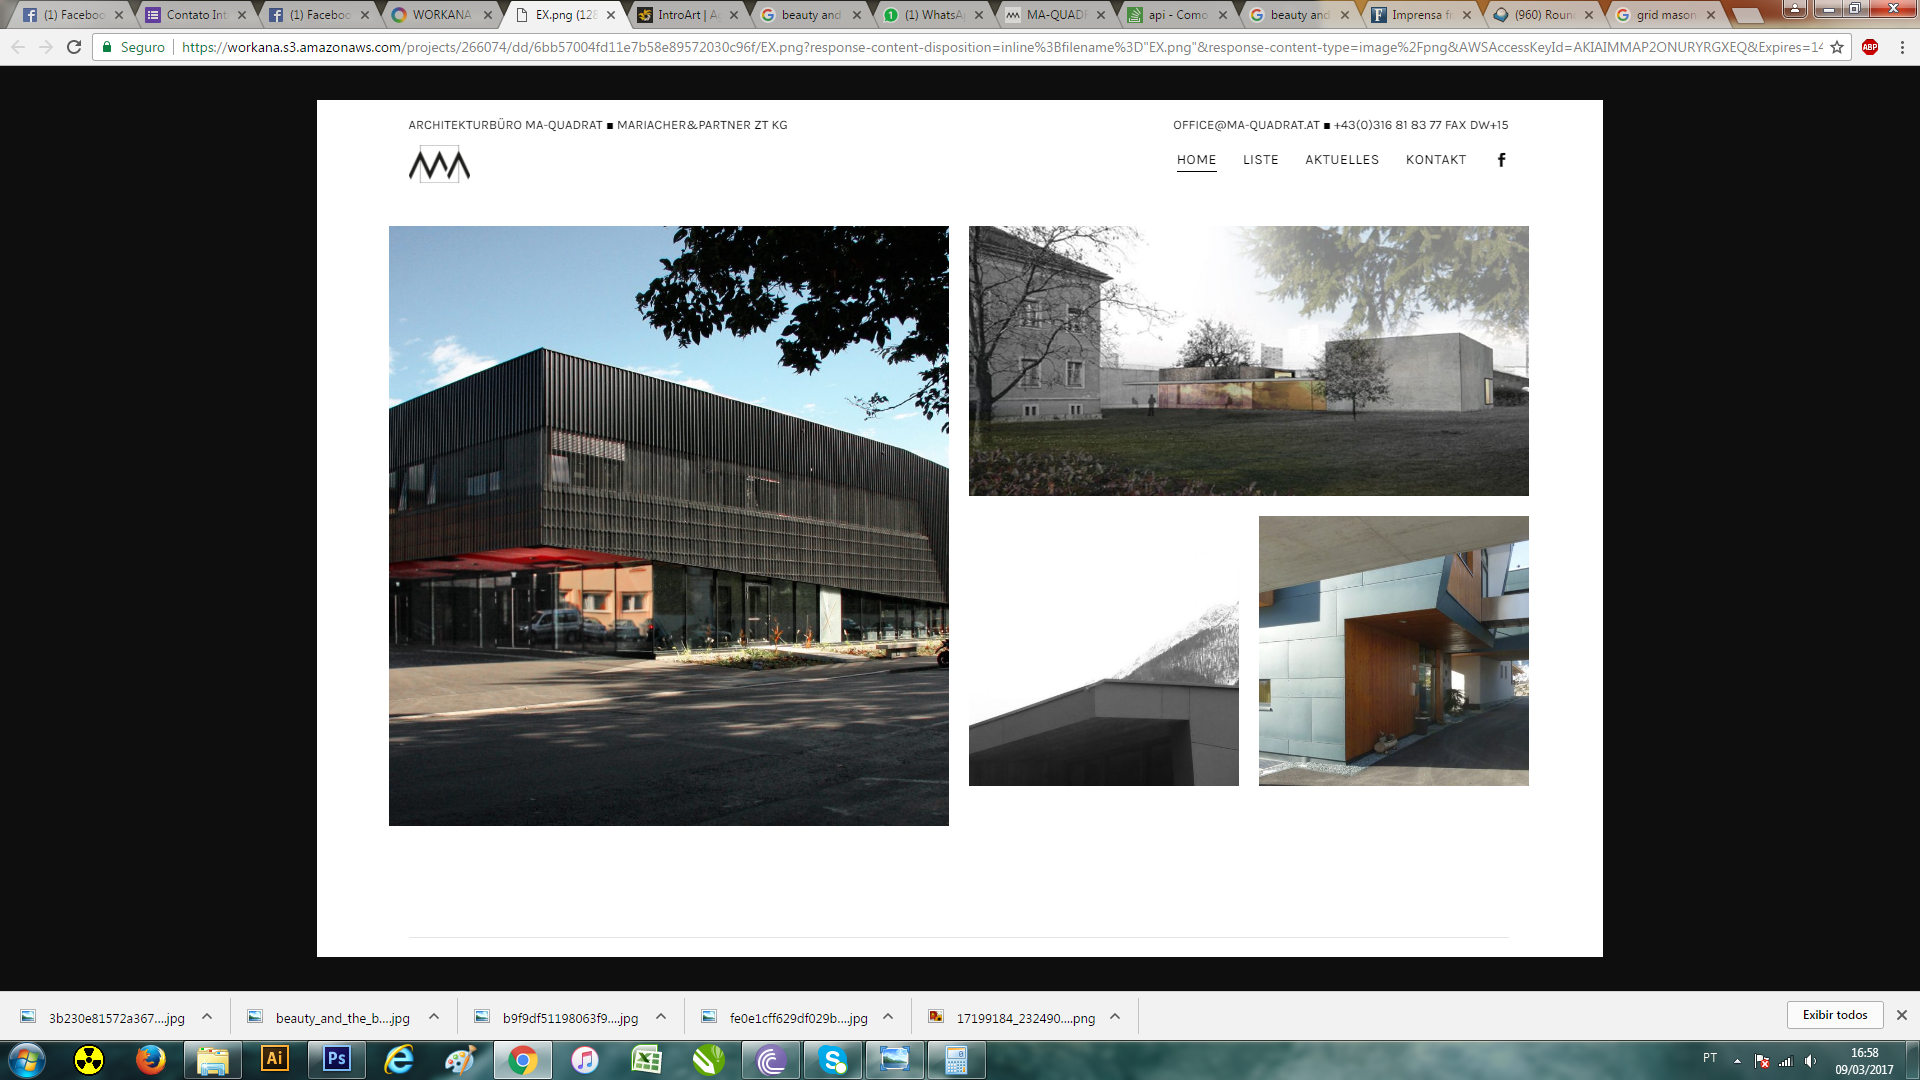 (1) Faceboo
Contato Int
(1) Faceboo
WORKANA
EX.png (128
IntroArt | A
beauty and
(1) WhatsA
MA-QUADR
api - Como
beauty and
Imprensa fi
(960) Roun
grid mason
Seguro
https://workana.s3.amazonaws.com/projects/266074/dd/6bb57004fd11e7b58e89572030c96f/EX.png?response-content-disposition=inline%3Bfilename%3D"EX.png"&response-content-type=image%2Fpng&AWSAccessKeyId=AKIAIMMAP2ONURYRGXEQ&Expires=14
ABP
ARCHITEKTURBÜRO MA-QUADRAT ■ MARIACHER&PARTNER ZT KG
OFFICE@MA-QUADRAT.AT ■ +43(0)316 81 83 77 FAX DW+15
HOME LISTE AKTUELLES KONTAKT f
3b230e81572a367....jpg
beauty_and_the_b....jpg
b9f9df51198063f9....jpg
fe0e1cff629df029b....jpg
17199184_232490....png
Exibir todos
Ai
Ps
PT
16:58
09/03/2017